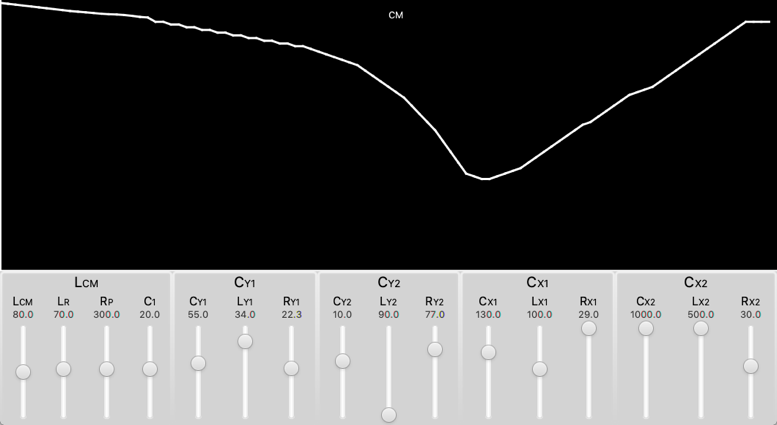 CM
LCM CY1 CY2 CX1 CX2
LCM LR RP C1 CY1 LY1 RY1 CY2 LY2 RY2 CX1 LX1 RX1 CX2 LX2 RX2
80.0 70.0 300.0 20.0 55.0 34.0 22.3 10.0 90.0 77.0 130.0 100.0 29.0 1000.0 500.0 30.0